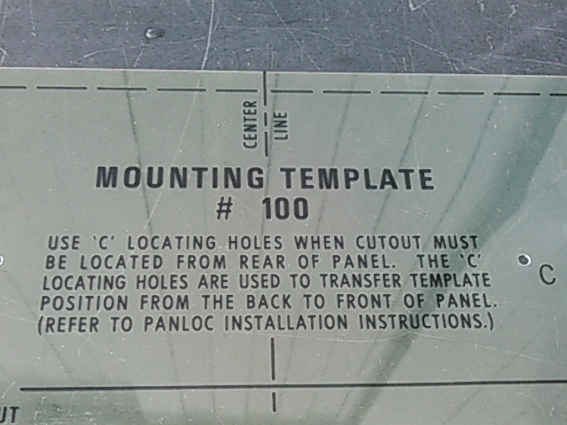 CENTER
LINE
MOUNTING TEMPLATE
# 100
USE 'C' LOCATING HOLES WHEN CUTOUT MUST
BE LOCATED FROM REAR OF PANEL. THE 'C'
LOCATING HOLES ARE USED TO TRANSFER TEMPLATE
POSITION FROM THE BACK TO FRONT OF PANEL.
(REFER TO PANLOC INSTALLATION INSTRUCTIONS.)
C